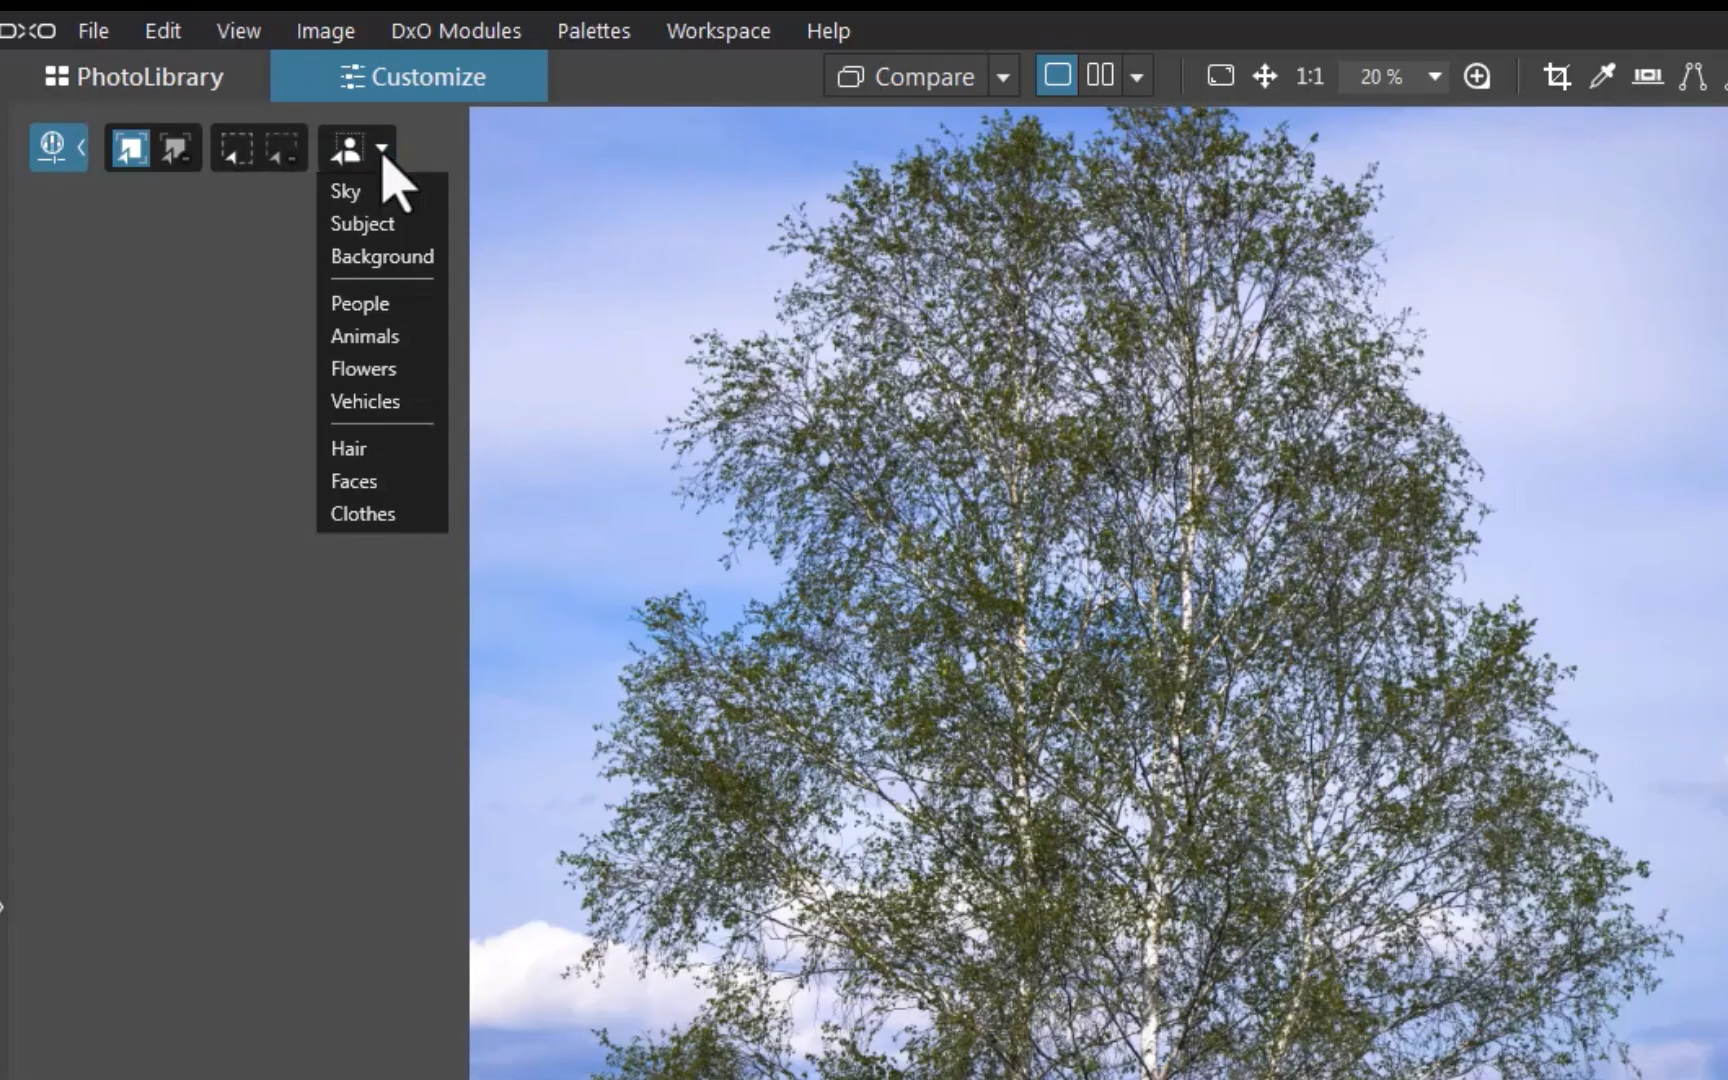 DXO File Edit View Image DxO Modules Palettes Workspace Help
PhotoLibrary Customize Compare 1:1 20 %
Sky
Subject
Background
People
Animals
Flowers
Vehicles
Hair
Faces
Clothes